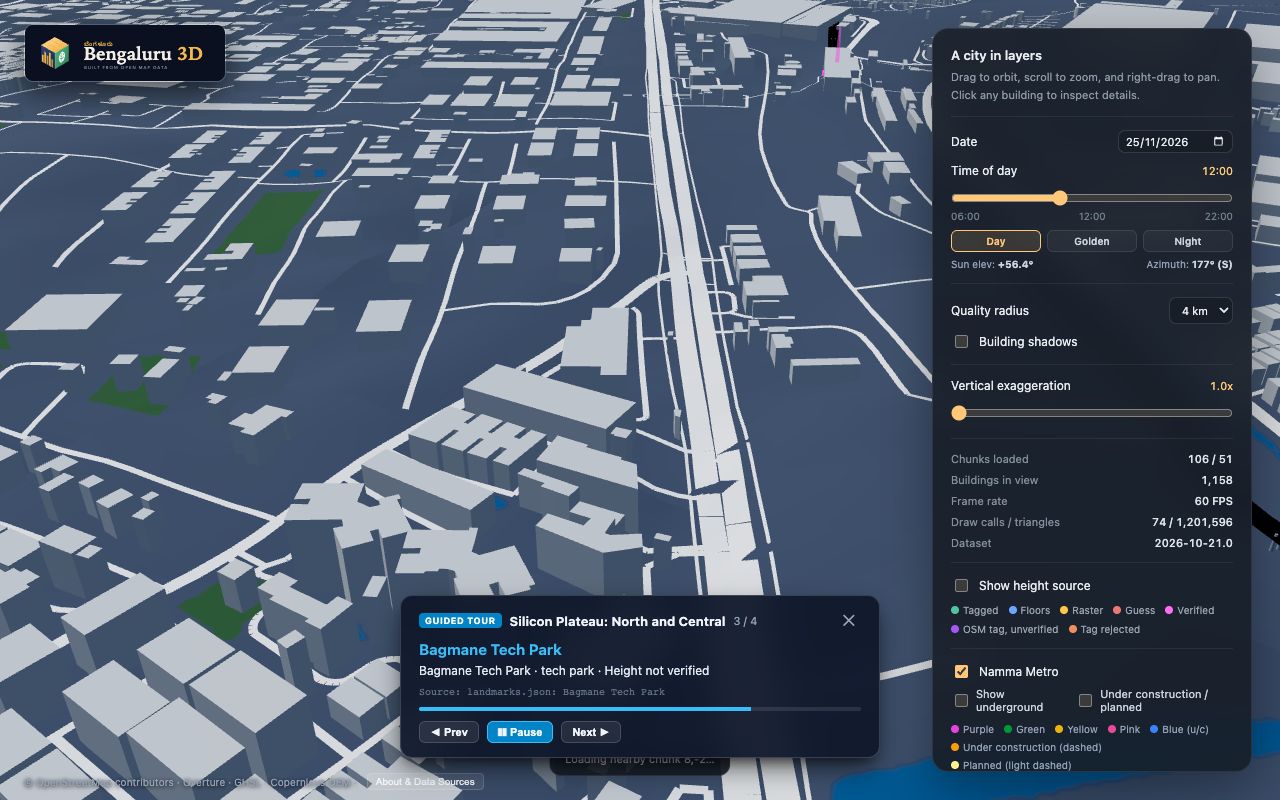 Bengaluru 3D
BUILT FROM OPEN MAP DATA
A city in layers
Drag to orbit, scroll to zoom, and right-drag to pan.
Click any building to inspect details.
Date 25/11/2026
Time of day 12:00
06:00 12:00 22:00
Day Golden Night
Sun elev: +56.4° Azimuth: 177° (S)
Quality radius 4 km
Building shadows
Vertical exaggeration 1.0x
Chunks loaded 106 / 51
Buildings in view 1,158
Frame rate 60 FPS
Draw calls / triangles 74 / 1,201,596
Dataset 2026-10-21.0
Show height source
Tagged Floors Raster Guess Verified
OSM tag, unverified Tag rejected
Namma Metro
Show underground
Under construction / planned
Purple Green Yellow Pink Blue (u/c)
Under construction (dashed)
Planned (light dashed)
GUIDED TOUR Silicon Plateau: North and Central 3 / 4
Bagmane Tech Park
Bagmane Tech Park · tech park · Height not verified
Source: landmarks.json: Bagmane Tech Park
◀ Prev Pause Next ▶
Loading nearby chunk 8,-2...
© OpenStreetMap contributors · Overture · GHSL · Copernicus DEM · About & Data Sources